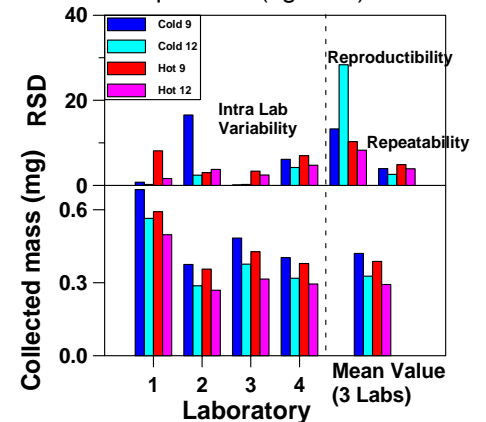 40
20
0
RSD
Cold 9
Cold 12
Hot 9
Hot 12
Intra Lab
Variability
Reproductibility
Repeatability
0.6
0.3
0.0
Collected mass (mg)
1 2 3 4
Laboratory
Mean Value
(3 Labs)